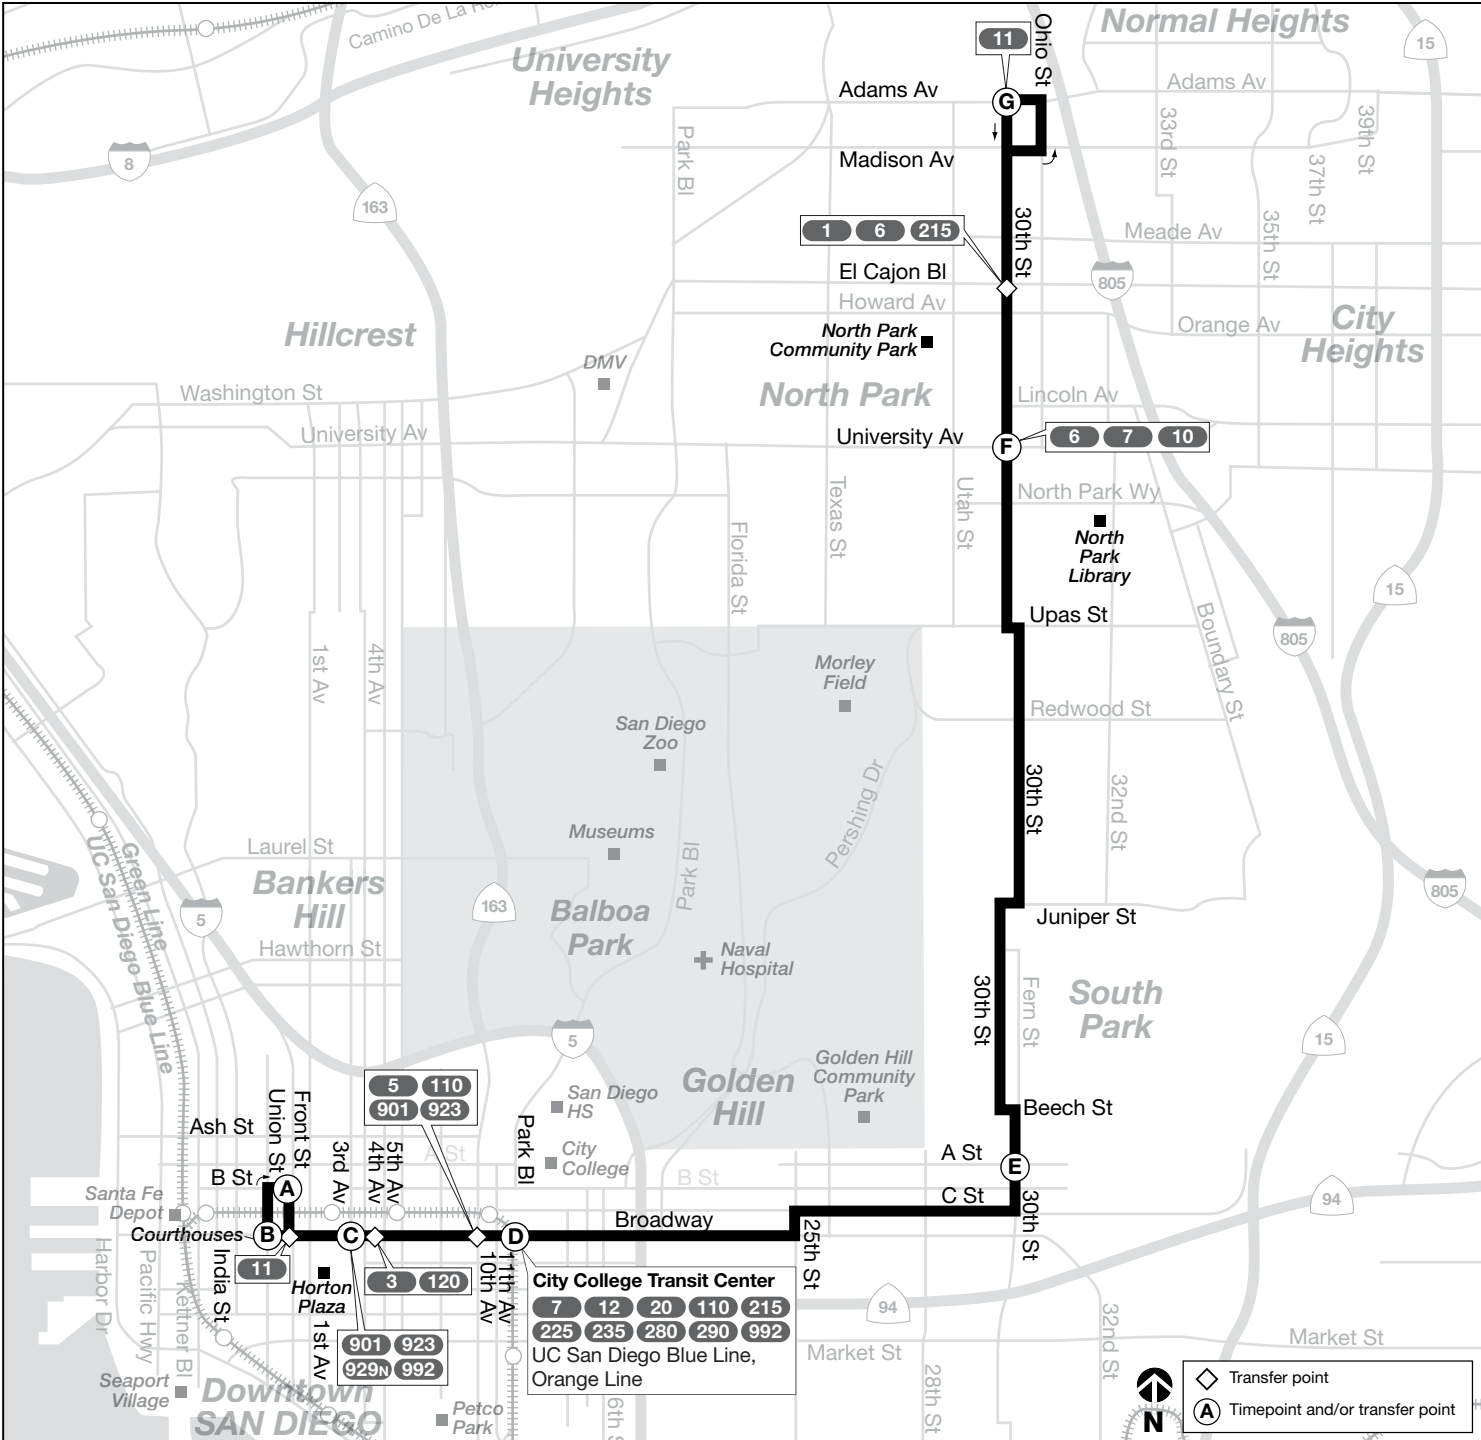 Normal Heights
Ohio St
11
15
Camino De La
University
Heights
Adams Av
G
Adams Av
33rd St
39th St
Park Bl
Madison Av
8
37th St
163
1 6 215
30th St
35th St
Meade Av
El Cajon Bl
805
Howard Av
Orange Av
City
Heights
Hillcrest
North Park
Community Park
DMV
Washington St
North Park
Lincoln Av
University Av
University Av
F
6 7 10
Texas St
Utah St
North Park Wy
Florida St
North
Park
Library
15
Upas St
805
Boundary St
1st Av
4th Av
Morley
Field
San Diego
Zoo
Redwood St
30th St
32nd St
Pershing Dr
Museums
Laurel St
Green Line
UC San Diego Blue Line
Bankers
Hill
Park Bl
163
805
5
Balboa
Park
Juniper St
Hawthorn St
Naval
Hospital
30th St
Fern St
South
Park
5
15
Golden Hill
Community
Park
5 110
901 923
Golden
Hill
San Diego
HS
Beech St
Union St
Front St
Ash St
3rd Av
4th Av
5th Av
A St
Park Bl
City
College
A St
E
B St
A
B St
C St
94
Santa Fe
Depot
Courthouses
B
C
D
Broadway
25th St
30th St
11
Harbor Dr
Pacific Hwy
Kettner Bl
India St
Horton
Plaza
3 120
10th Av
11th Av
City College Transit Center
7 12 20 110 215
225 235 280 290 992
UC San Diego Blue Line,
Orange Line
94
1st Av
901 923
929N 992
32nd St
Market St
Market St
28th St
Seaport
Village
Downtown
SAN DIEGO
Petco
Park
N
Transfer point
A Timepoint and/or transfer point